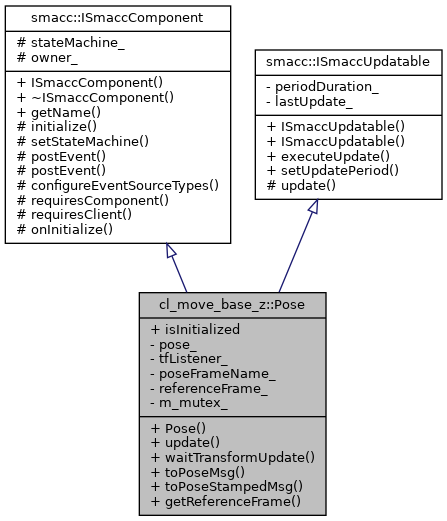 smacc::ISmaccComponent
# stateMachine_
# owner_
+ ISmaccComponent()
+ ~ISmaccComponent()
+ getName()
# initialize()
# setStateMachine()
# postEvent()
# postEvent()
# configureEventSourceTypes()
# requiresComponent()
# requiresClient()
# onInitialize()
smacc::ISmaccUpdatable
- periodDuration_
- lastUpdate_
+ ISmaccUpdatable()
+ ISmaccUpdatable()
+ executeUpdate()
+ setUpdatePeriod()
# update()
cl_move_base_z::Pose
+ isInitialized
- pose_
- tfListener_
- poseFrameName_
- referenceFrame_
- m_mutex_
+ Pose()
+ update()
+ waitTransformUpdate()
+ toPoseMsg()
+ toPoseStampedMsg()
+ getReferenceFrame()